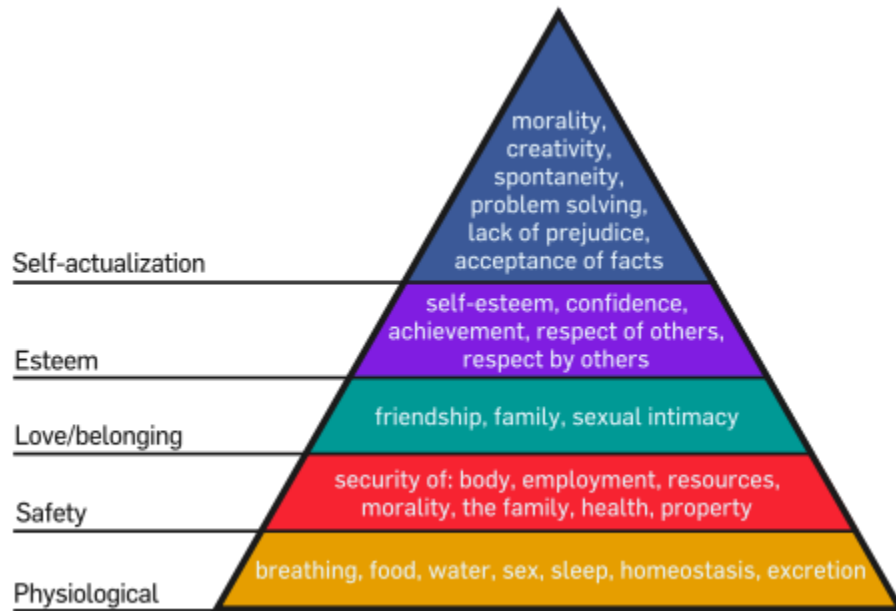 morality,
creativity,
spontaneity,
problem solving,
lack of prejudice,
acceptance of facts
Self-actualization
self-esteem, confidence,
achievement, respect of others,
respect by others
Esteem
friendship, family, sexual intimacy
Love/belonging
security of: body, employment, resources,
morality, the family, health, property
Safety
breathing, food, water, sex, sleep, homeostasis, excretion
Physiological